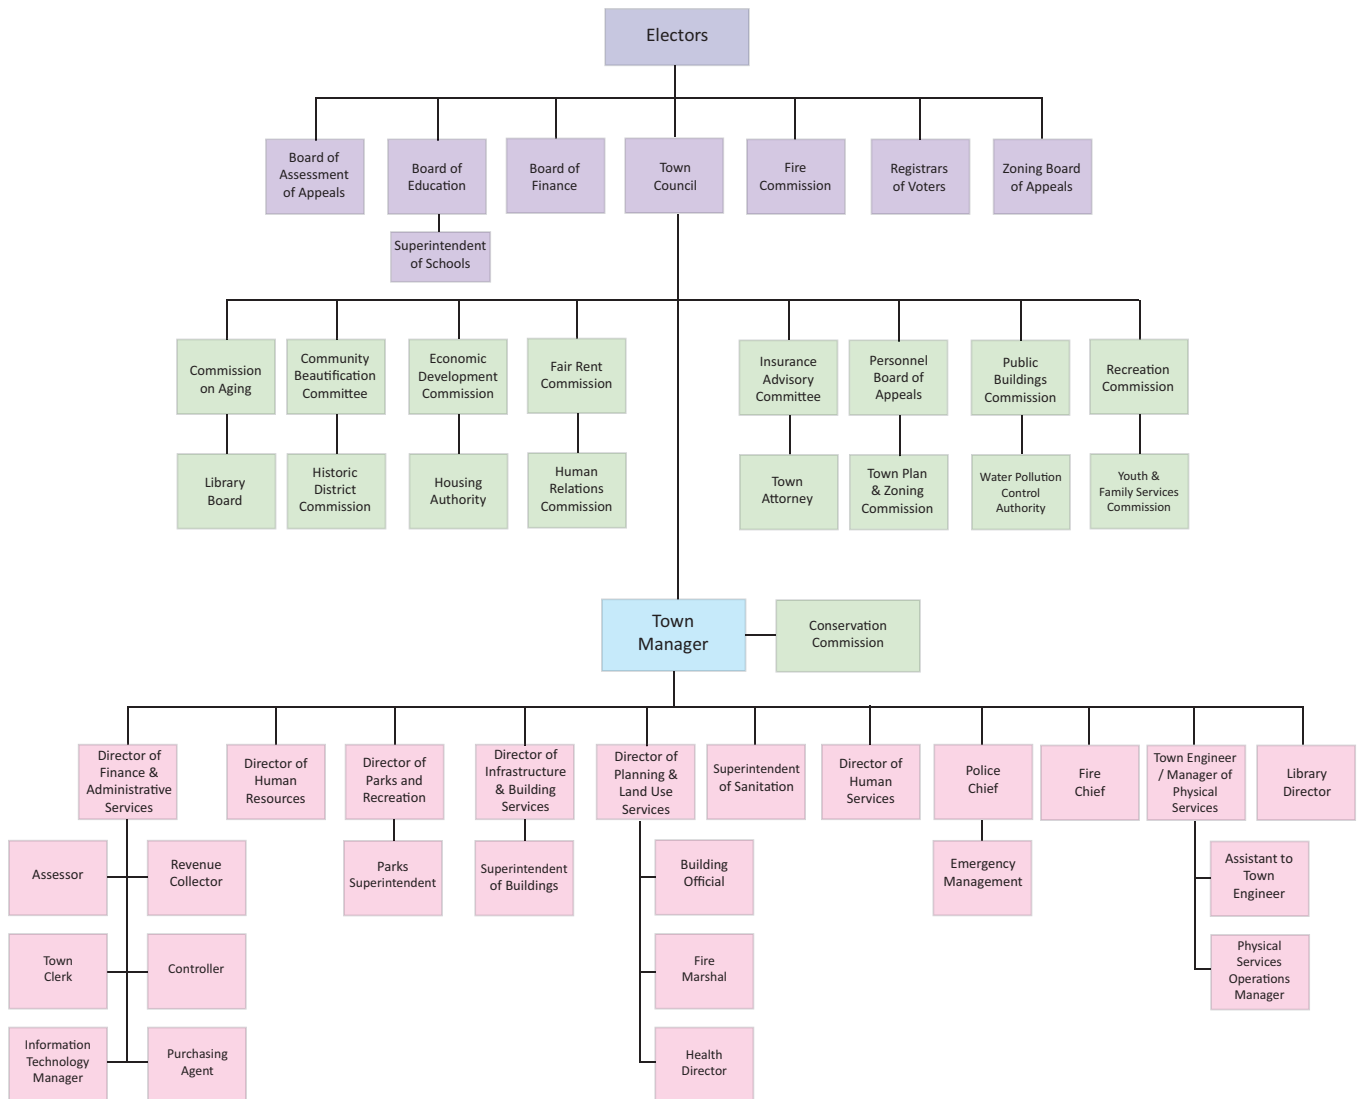 Electors
Board of
Assessment
of Appeals
Board of
Education
Board of
Finance
Town
Council
Fire
Commission
Registrars
of Voters
Zoning Board
of Appeals
Superintendent
of Schools
Commission
on Aging
Community
Beautification
Committee
Economic
Development
Commission
Fair Rent
Commission
Insurance
Advisory
Committee
Personnel
Board of
Appeals
Public
Buildings
Commission
Recreation
Commission
Library
Board
Historic
District
Commission
Housing
Authority
Human
Relations
Commission
Town
Attorney
Town Plan
& Zoning
Commission
Water Pollution
Control
Authority
Youth &
Family Services
Commission
Town
Manager
Conservation
Commission
Director of
Finance &
Administrative
Services
Director of
Human
Resources
Director of
Parks and
Recreation
Director of
Infrastructure
& Building
Services
Director of
Planning &
Land Use
Services
Superintendent
of Sanitation
Director of
Human
Services
Police
Chief
Fire
Chief
Town Engineer
/ Manager of
Physical
Services
Library
Director
Assessor
Revenue
Collector
Parks
Superintendent
Superintendent
of Buildings
Building
Official
Emergency
Management
Assistant to
Town
Engineer
Town
Clerk
Controller
Fire
Marshal
Physical
Services
Operations
Manager
Information
Technology
Manager
Purchasing
Agent
Health
Director